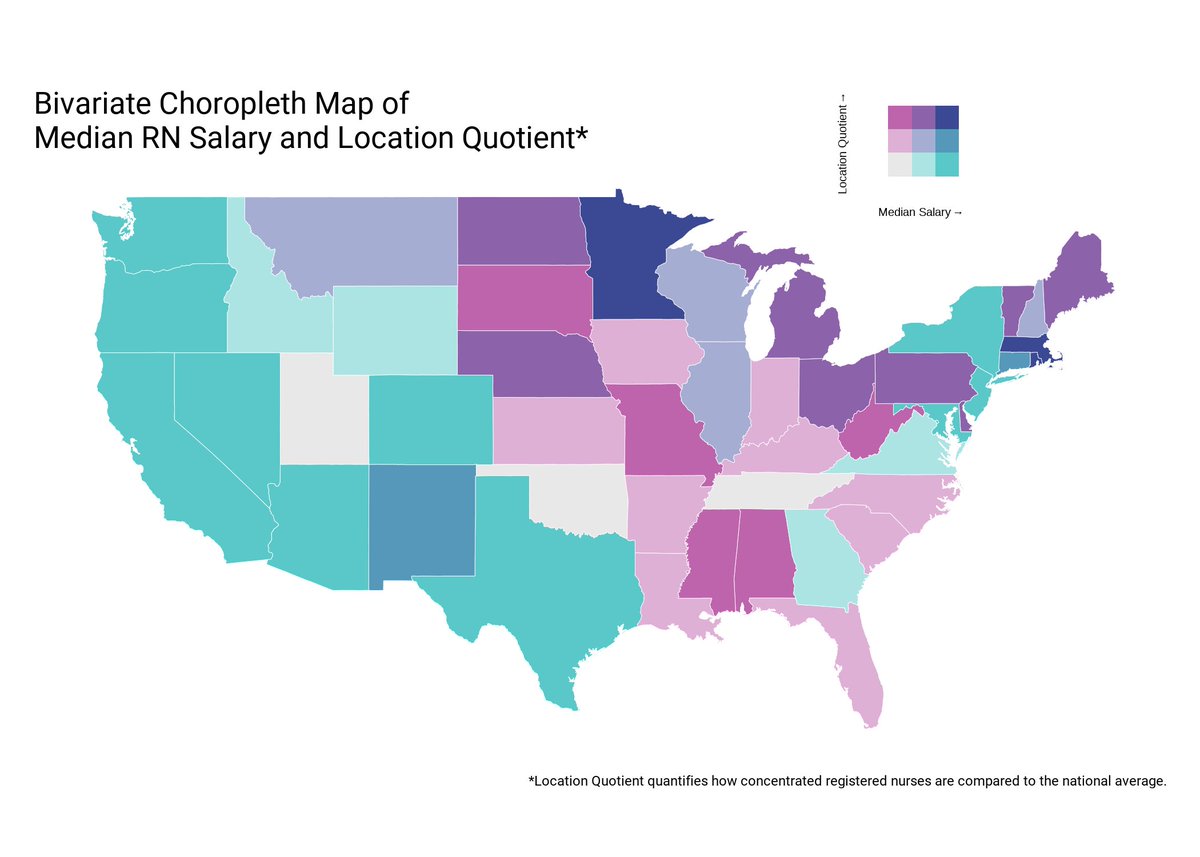 Bivariate Choropleth Map of
Median RN Salary and Location Quotient*
Location Quotient→
Median Salary→
*Location Quotient quantifies how concentrated registered nurses are compared to the national average.